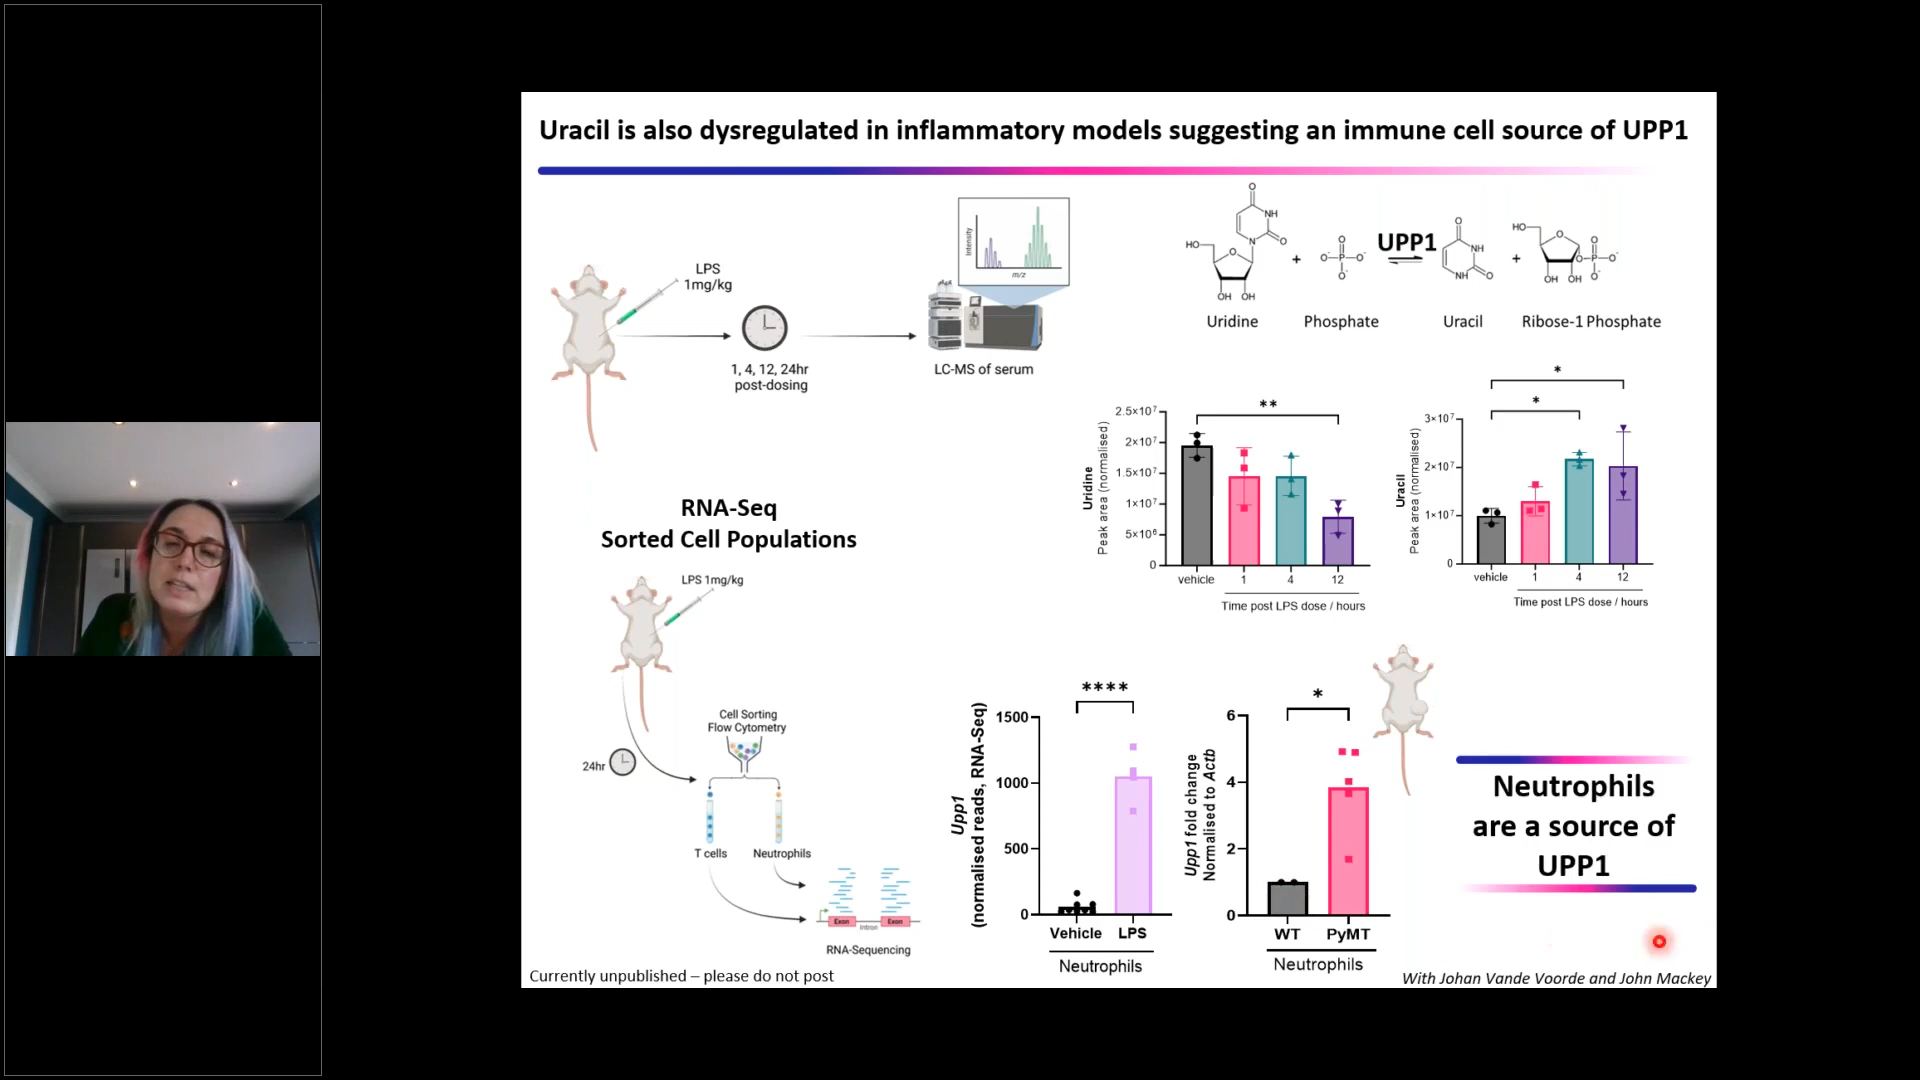 Uracil is also dysregulated in inflammatory models suggesting an immune cell source of UPP1
LPS
1mg/kg
1, 4, 12, 24hr
post-dosing
Intensity
m/z
LC-MS of serum
O
NH
N
O
HO
O
OH OH
+
O
O⁻-P-O⁻
O⁻
UPP1
O
NH
NH
O
+
HO
O
O
O-P-O⁻
O⁻
OH OH
Uridine
Phosphate
Uracil
Ribose-1 Phosphate
Uridine
Peak area (normalised)
2.5×10⁷
2×10⁷
1.5×10⁷
1×10⁷
5×10⁶
0
**
vehicle 1 4 12
Time post LPS dose / hours
Uracil
Peak area (normalised)
3×10⁷
2×10⁷
1×10⁷
0
*
*
vehicle 1 4 12
Time post LPS dose / hours
RNA-Seq
Sorted Cell Populations
LPS 1mg/kg
24hr
Cell Sorting
Flow Cytometry
T cells
Neutrophils
Exon
Intron
Exon
RNA-Sequencing
Upp1
(normalised reads, RNA-Seq)
1500
1000
500
0
****
Vehicle LPS
Neutrophils
Upp1 fold change
Normalised to Actb
6
4
2
0
*
WT PyMT
Neutrophils
Neutrophils
are a source of
UPP1
Currently unpublished – please do not post
With Johan Vande Voorde and John Mackey